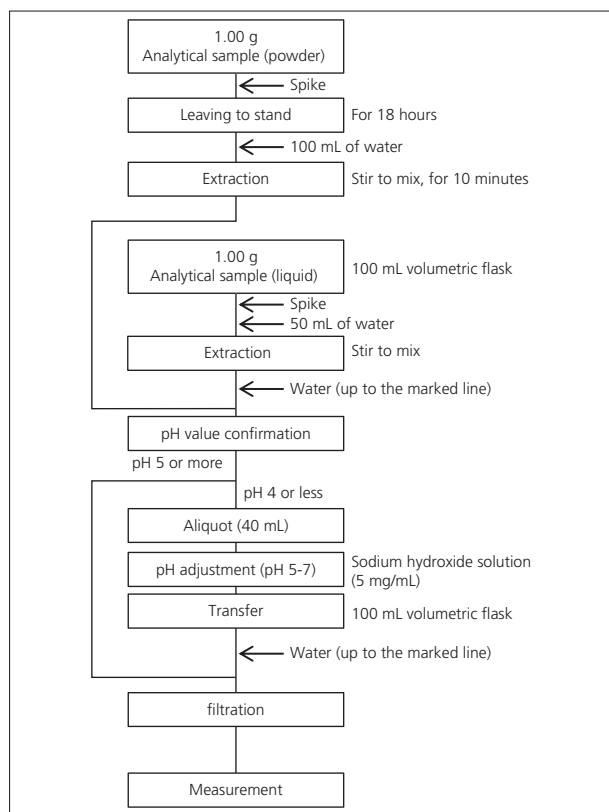 1.00 g
Analytical sample (powder)
Spike
Leaving to stand
For 18 hours
100 mL of water
Extraction
Stir to mix, for 10 minutes
1.00 g
Analytical sample (liquid)
100 mL volumetric flask
Spike
50 mL of water
Extraction
Stir to mix
Water (up to the marked line)
pH value confirmation
pH 5 or more
pH 4 or less
Aliquot (40 mL)
pH adjustment (pH 5-7)
Sodium hydroxide solution
(5 mg/mL)
Transfer
100 mL volumetric flask
Water (up to the marked line)
filtration
Measurement